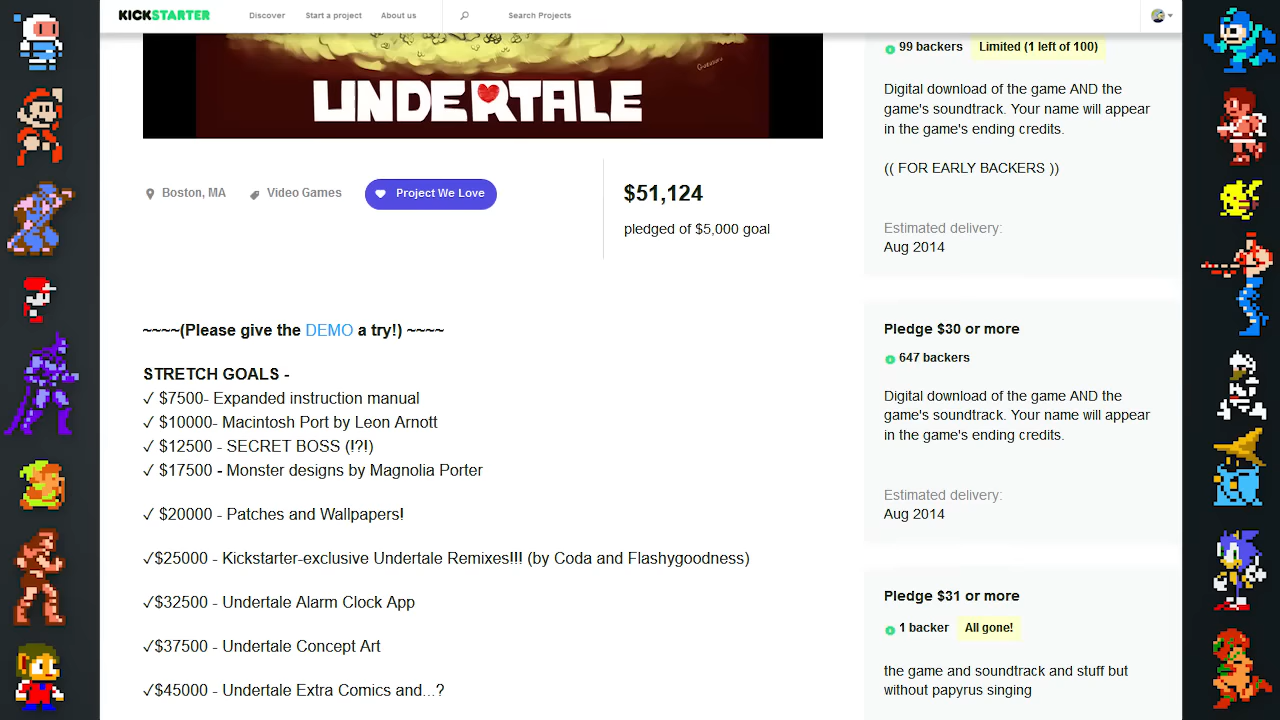 KICKSTARTER
Discover
Start a project
About us
Search Projects
UNDERTALE
Boston, MA
Video Games
Project We Love
$51,124
pledged of $5,000 goal
~~~~(Please give the DEMO a try!) ~~~~
STRETCH GOALS -
✓ $7500- Expanded instruction manual
✓ $10000- Macintosh Port by Leon Arnott
✓ $12500 - SECRET BOSS (!?!)
✓ $17500 - Monster designs by Magnolia Porter
✓ $20000 - Patches and Wallpapers!
✓$25000 - Kickstarter-exclusive Undertale Remixes!!! (by Coda and Flashygoodness)
✓$32500 - Undertale Alarm Clock App
✓$37500 - Undertale Concept Art
✓$45000 - Undertale Extra Comics and...?
99 backers
Limited (1 left of 100)
Digital download of the game AND the
game's soundtrack. Your name will appear
in the game's ending credits.
(( FOR EARLY BACKERS ))
Estimated delivery:
Aug 2014
Pledge $30 or more
647 backers
Digital download of the game AND the
game's soundtrack. Your name will appear
in the game's ending credits.
Estimated delivery:
Aug 2014
Pledge $31 or more
1 backer
All gone!
the game and soundtrack and stuff but
without papyrus singing